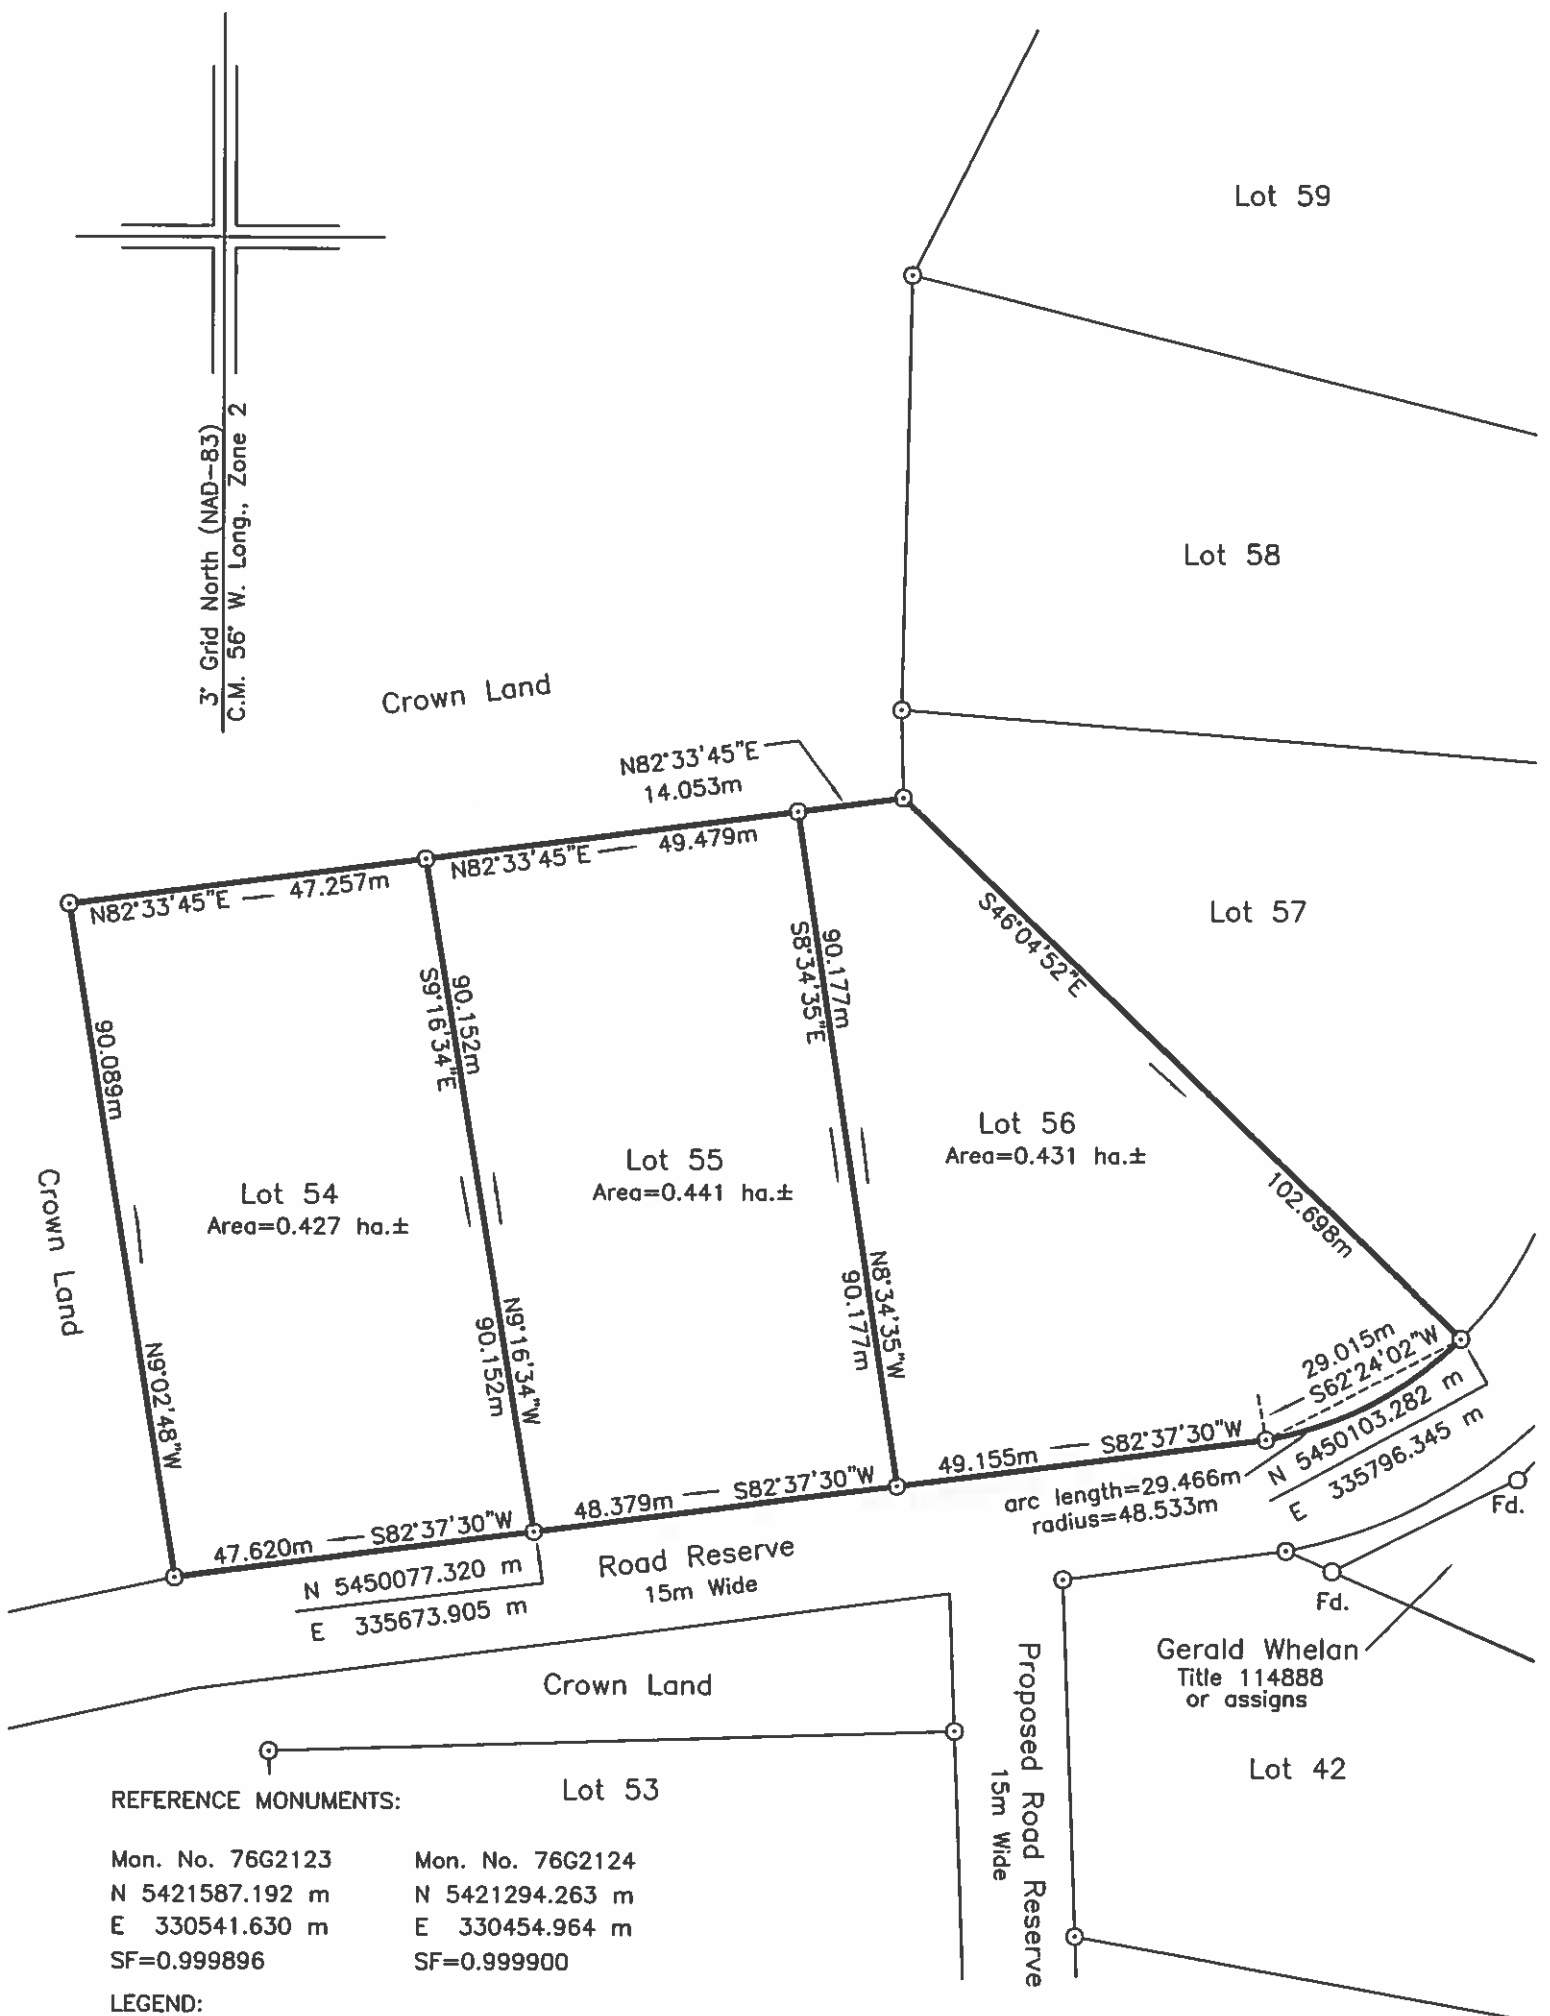 Lot 59
3° Grid North (NAD-83)
C.M. 56° W. Long., Zone 2
Lot 58
Crown Land
N82°33'45"E
14.053m
N82°33'45"E — 49.479m
N82°33'45"E — 47.257m
Lot 57
S46°04'52"E
102.698m
90.177m
S8°34'35"E
90.152m
S9°16'34"E
90.089m
N9°02'48"W
Crown Land
Lot 54
Area=0.427 ha.±
Lot 55
Area=0.441 ha.±
Lot 56
Area=0.431 ha.±
N9°16'34"W
90.152m
N8°34'35"W
90.177m
29.015m
S62°24'02"W
N 5450103.282 m
E 335796.345 m
49.155m — S82°37'30"W
arc length=29.466m
radius=48.533m
48.379m — S82°37'30"W
47.620m — S82°37'30"W
N 5450077.320 m
E 335673.905 m
Road Reserve
15m Wide
Fd.
Fd.
Gerald Whelan
Title 114888
or assigns
Crown Land
Proposed Road Reserve
15m Wide
Lot 42
Lot 53
REFERENCE MONUMENTS:
Mon. No. 76G2123
N 5421587.192 m
E 330541.630 m
SF=0.999896
Mon. No. 76G2124
N 5421294.263 m
E 330454.964 m
SF=0.999900
LEGEND: